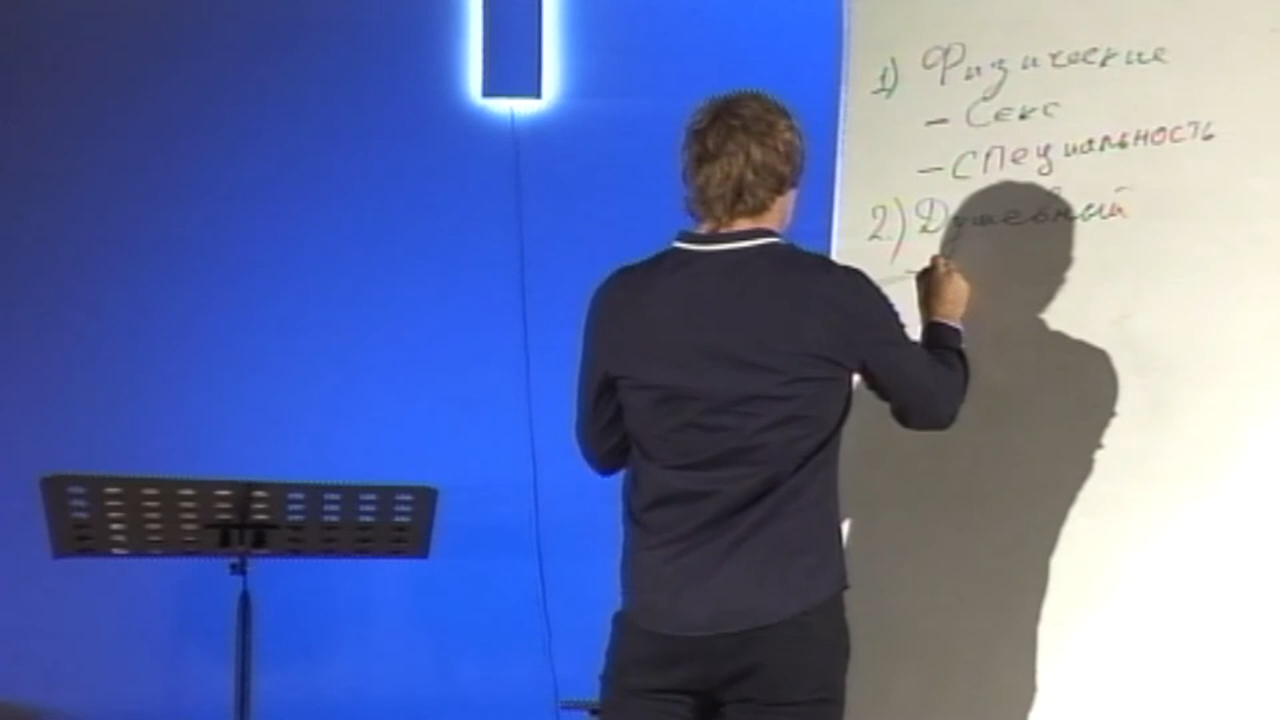 1) Физические
- Секс
- Специальность
2.) Душевный